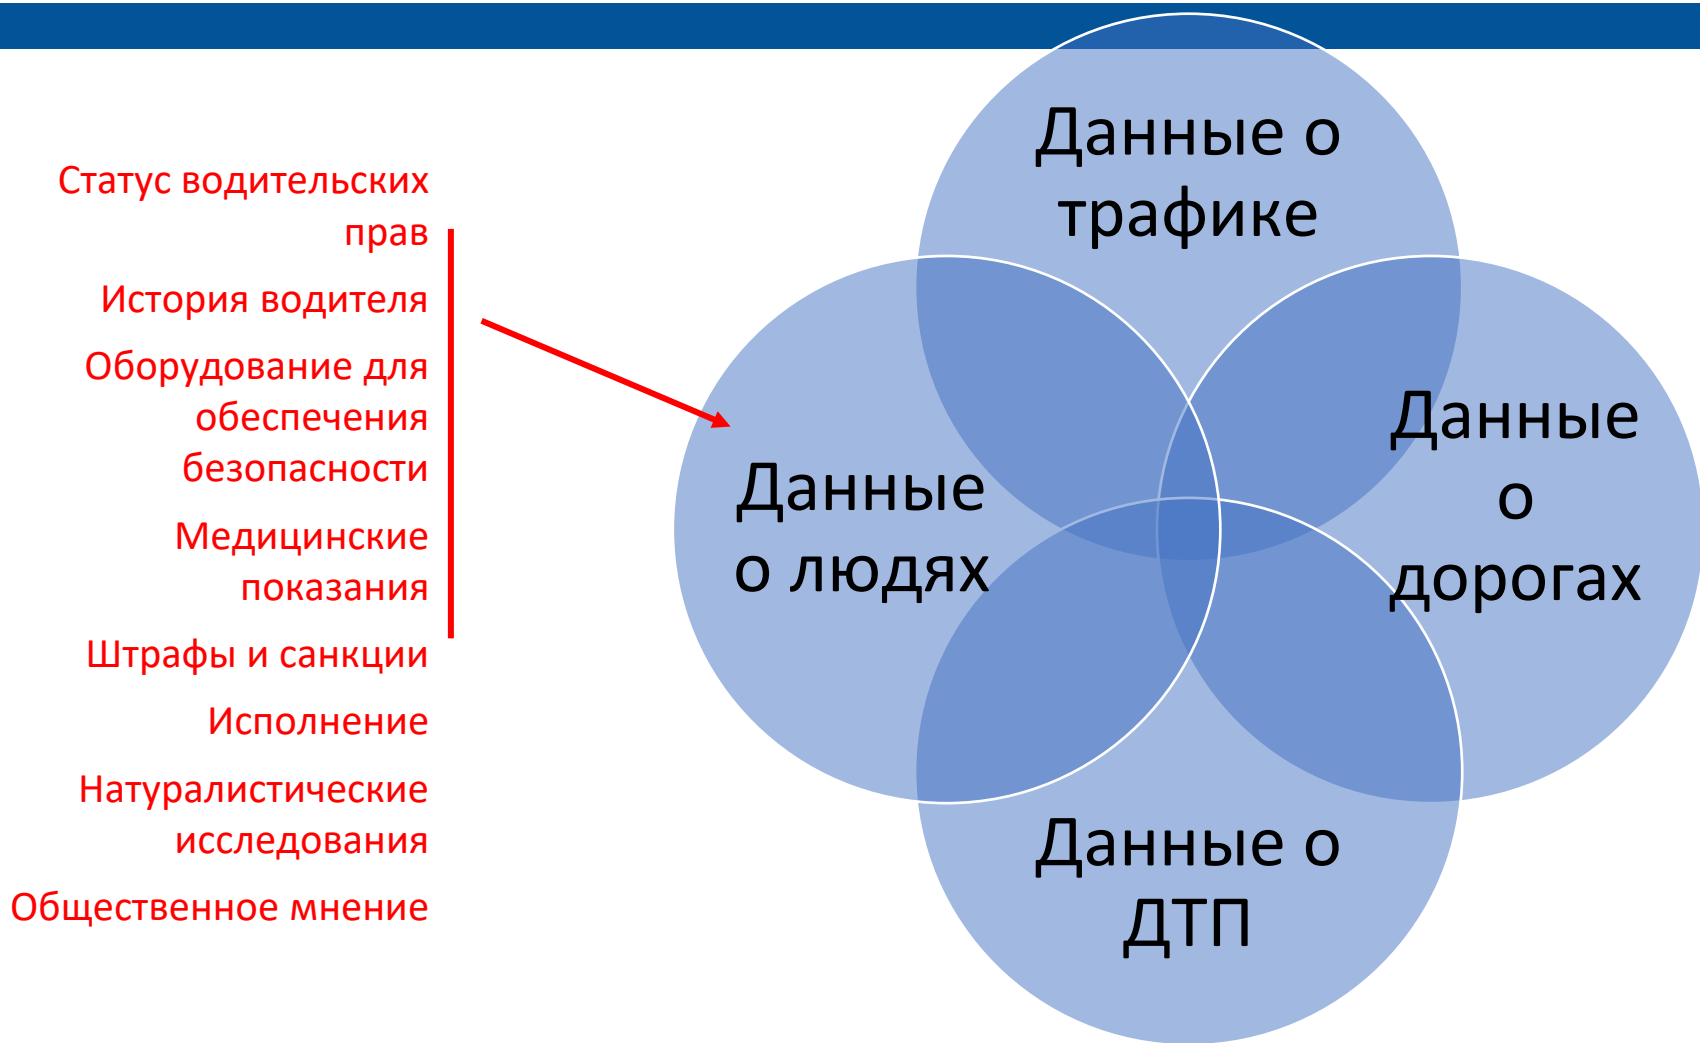 Статус водительских
прав
История водителя
Оборудование для
обеспечения
безопасности
Медицинские
показания
Штрафы и санкции
Исполнение
Натуралистические
исследования
Общественное мнение
Данные о
трафике
Данные
о людях
Данные
о
дорогах
Данные о
ДТП